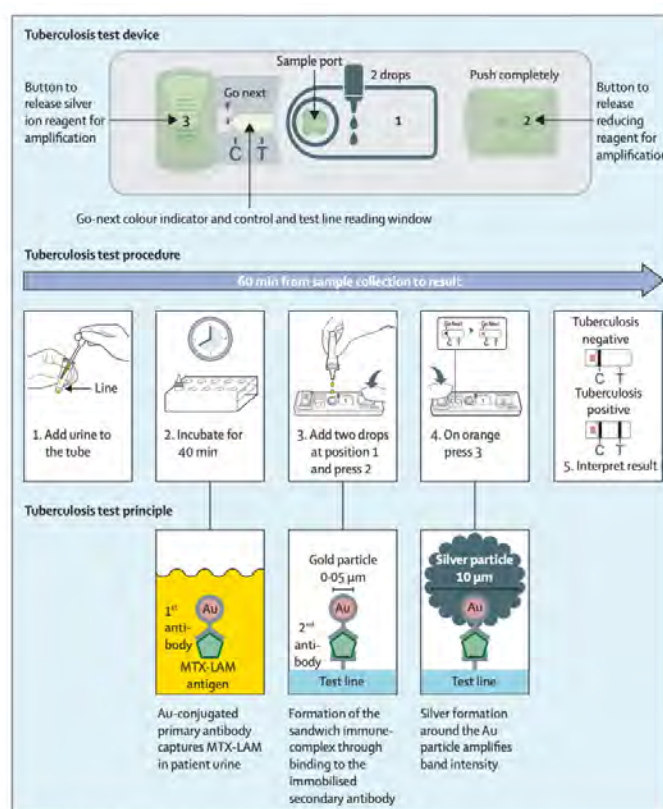 Tuberculosis test device
Sample port
2 drops
Push completely
Button to
release silver
ion reagent for
amplification
3
Go next
C T
1
2
Button to
release
reducing
reagent for
amplification
Go-next colour indicator and control and test line reading window
Tuberculosis test procedure
60 min from sample collection to result
Line
1. Add urine to
the tube
2. Incubate for
40 min
3. Add two drops
at position 1
and press 2
Go Next
Go Next
C T
C T
4. On orange
press 3
Tuberculosis
negative
C T
Tuberculosis
positive
C T
5. Interpret result
Tuberculosis test principle
Au
1st
anti-
body
MTX-LAM
antigen
Au-conjugated
primary antibody
captures MTX-LAM
in patient urine
Gold particle
0·05 µm
Au
2nd
anti-
body
Test line
Formation of the
sandwich immune-
complex through
binding to the
immobilised
secondary antibody
Silver particle
10 µm
Au
Test line
Silver formation
around the Au
particle amplifies
band intensity